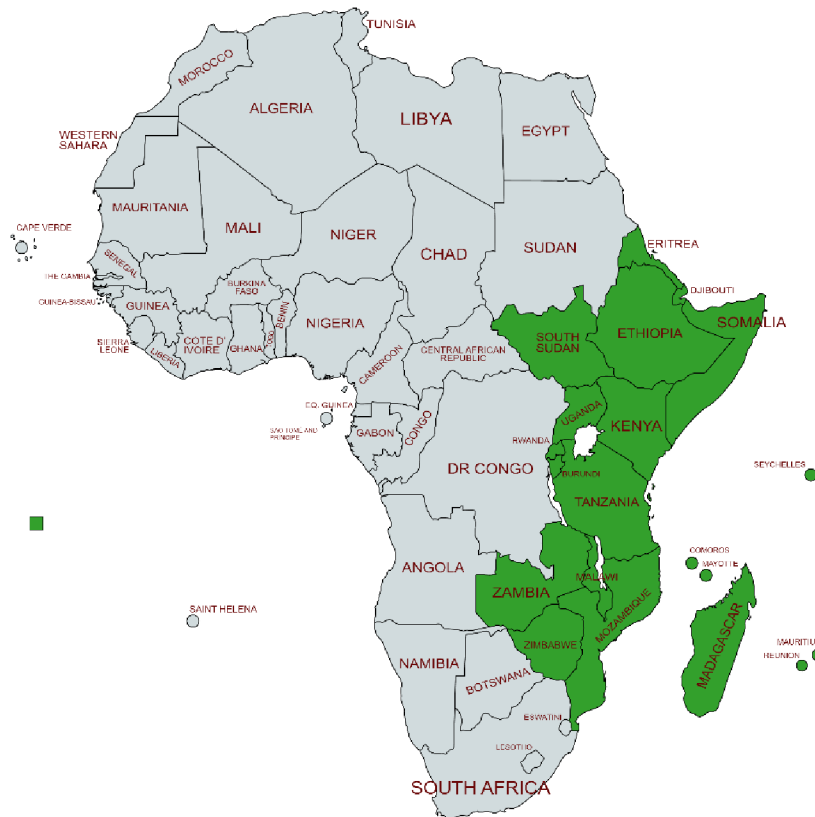 TUNISIA
MOROCCO
ALGERIA
LIBYA
EGYPT
WESTERN
SAHARA
MAURITANIA
MALI
NIGER
CHAD
SUDAN
ERITREA
CAPE VERDE
SENEGAL
THE GAMBIA
GUINEA-BISSAU
GUINEA
BURKINA
FASO
BENIN
TOGO
NIGERIA
DJIBOUTI
SOMALIA
ETHIOPIA
SOUTH
SUDAN
SIERRA
LEONE
LIBERIA
COTE D'
IVOIRE
GHANA
CAMEROON
CENTRAL AFRICAN
REPUBLIC
EQ. GUINEA
SAO TOME AND
PRINCIPE
GABON
CONGO
UGANDA
KENYA
RWANDA
BURUNDI
DR CONGO
TANZANIA
SEYCHELLES
COMOROS
MAYOTTE
ANGOLA
ZAMBIA
MALAWI
MOZAMBIQUE
SAINT HELENA
ZIMBABWE
MADAGASCAR
MAURITIU
REUNION
NAMIBIA
BOTSWANA
ESWATINI
LESOTHO
SOUTH AFRICA